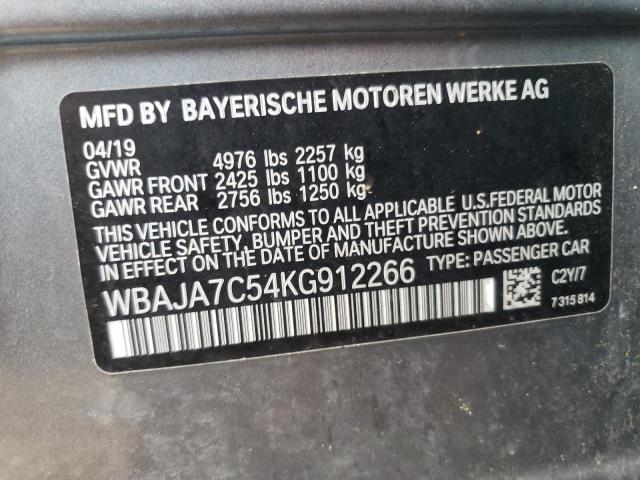 MFD BY BAYERISCHE MOTOREN WERKE AG
04/19
GVWR 4976 lbs 2257 kg
GAWR FRONT 2425 lbs 1100 kg
GAWR REAR 2756 lbs 1250 kg
THIS VEHICLE CONFORMS TO ALL APPLICABLE U.S.FEDERAL MOTOR
VEHICLE SAFETY, BUMPER AND THEFT PREVENTION STANDARDS
IN EFFECT ON THE DATE OF MANUFACTURE SHOWN ABOVE.
WBAJA7C54KG912266 TYPE: PASSENGER CAR
C2Y/7
7 315 814